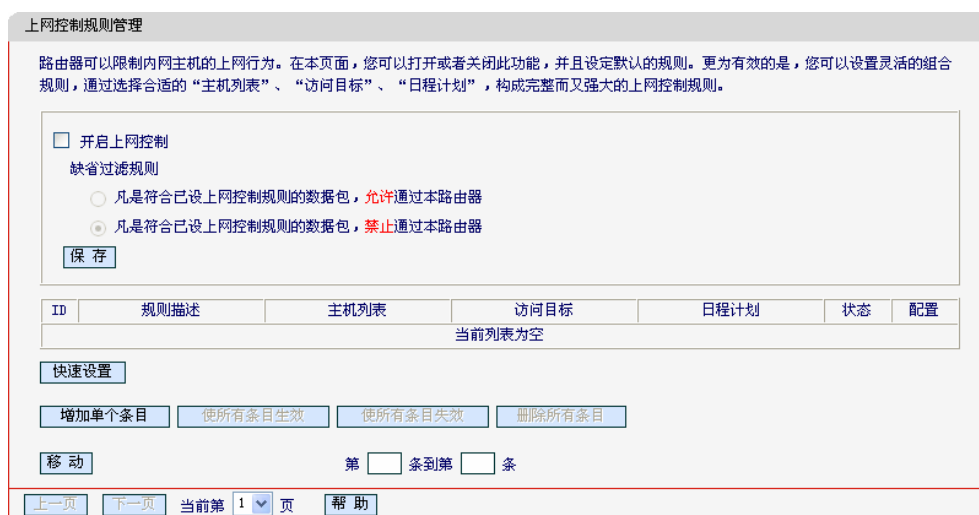 上网控制规则管理
路由器可以限制内网主机的上网行为。在本页面，您可以打开或者关闭此功能，并且设定默认的规则。更为有效的是，您可以设置灵活的组合
规则，通过选择合适的“主机列表”、“访问目标”、“日程计划”，构成完整而又强大的上网控制规则。
开启上网控制
缺省过滤规则
凡是符合已设上网控制规则的数据包，允许通过本路由器
凡是符合已设上网控制规则的数据包，禁止通过本路由器
保 存
ID 规则描述 主机列表 访问目标 日程计划 状态 配置
当前列表为空
快速设置
增加单个条目 使所有条目生效 使所有条目失效 删除所有条目
移 动 第 条到第 条
上一页 下一页 当前第 1 页 帮 助